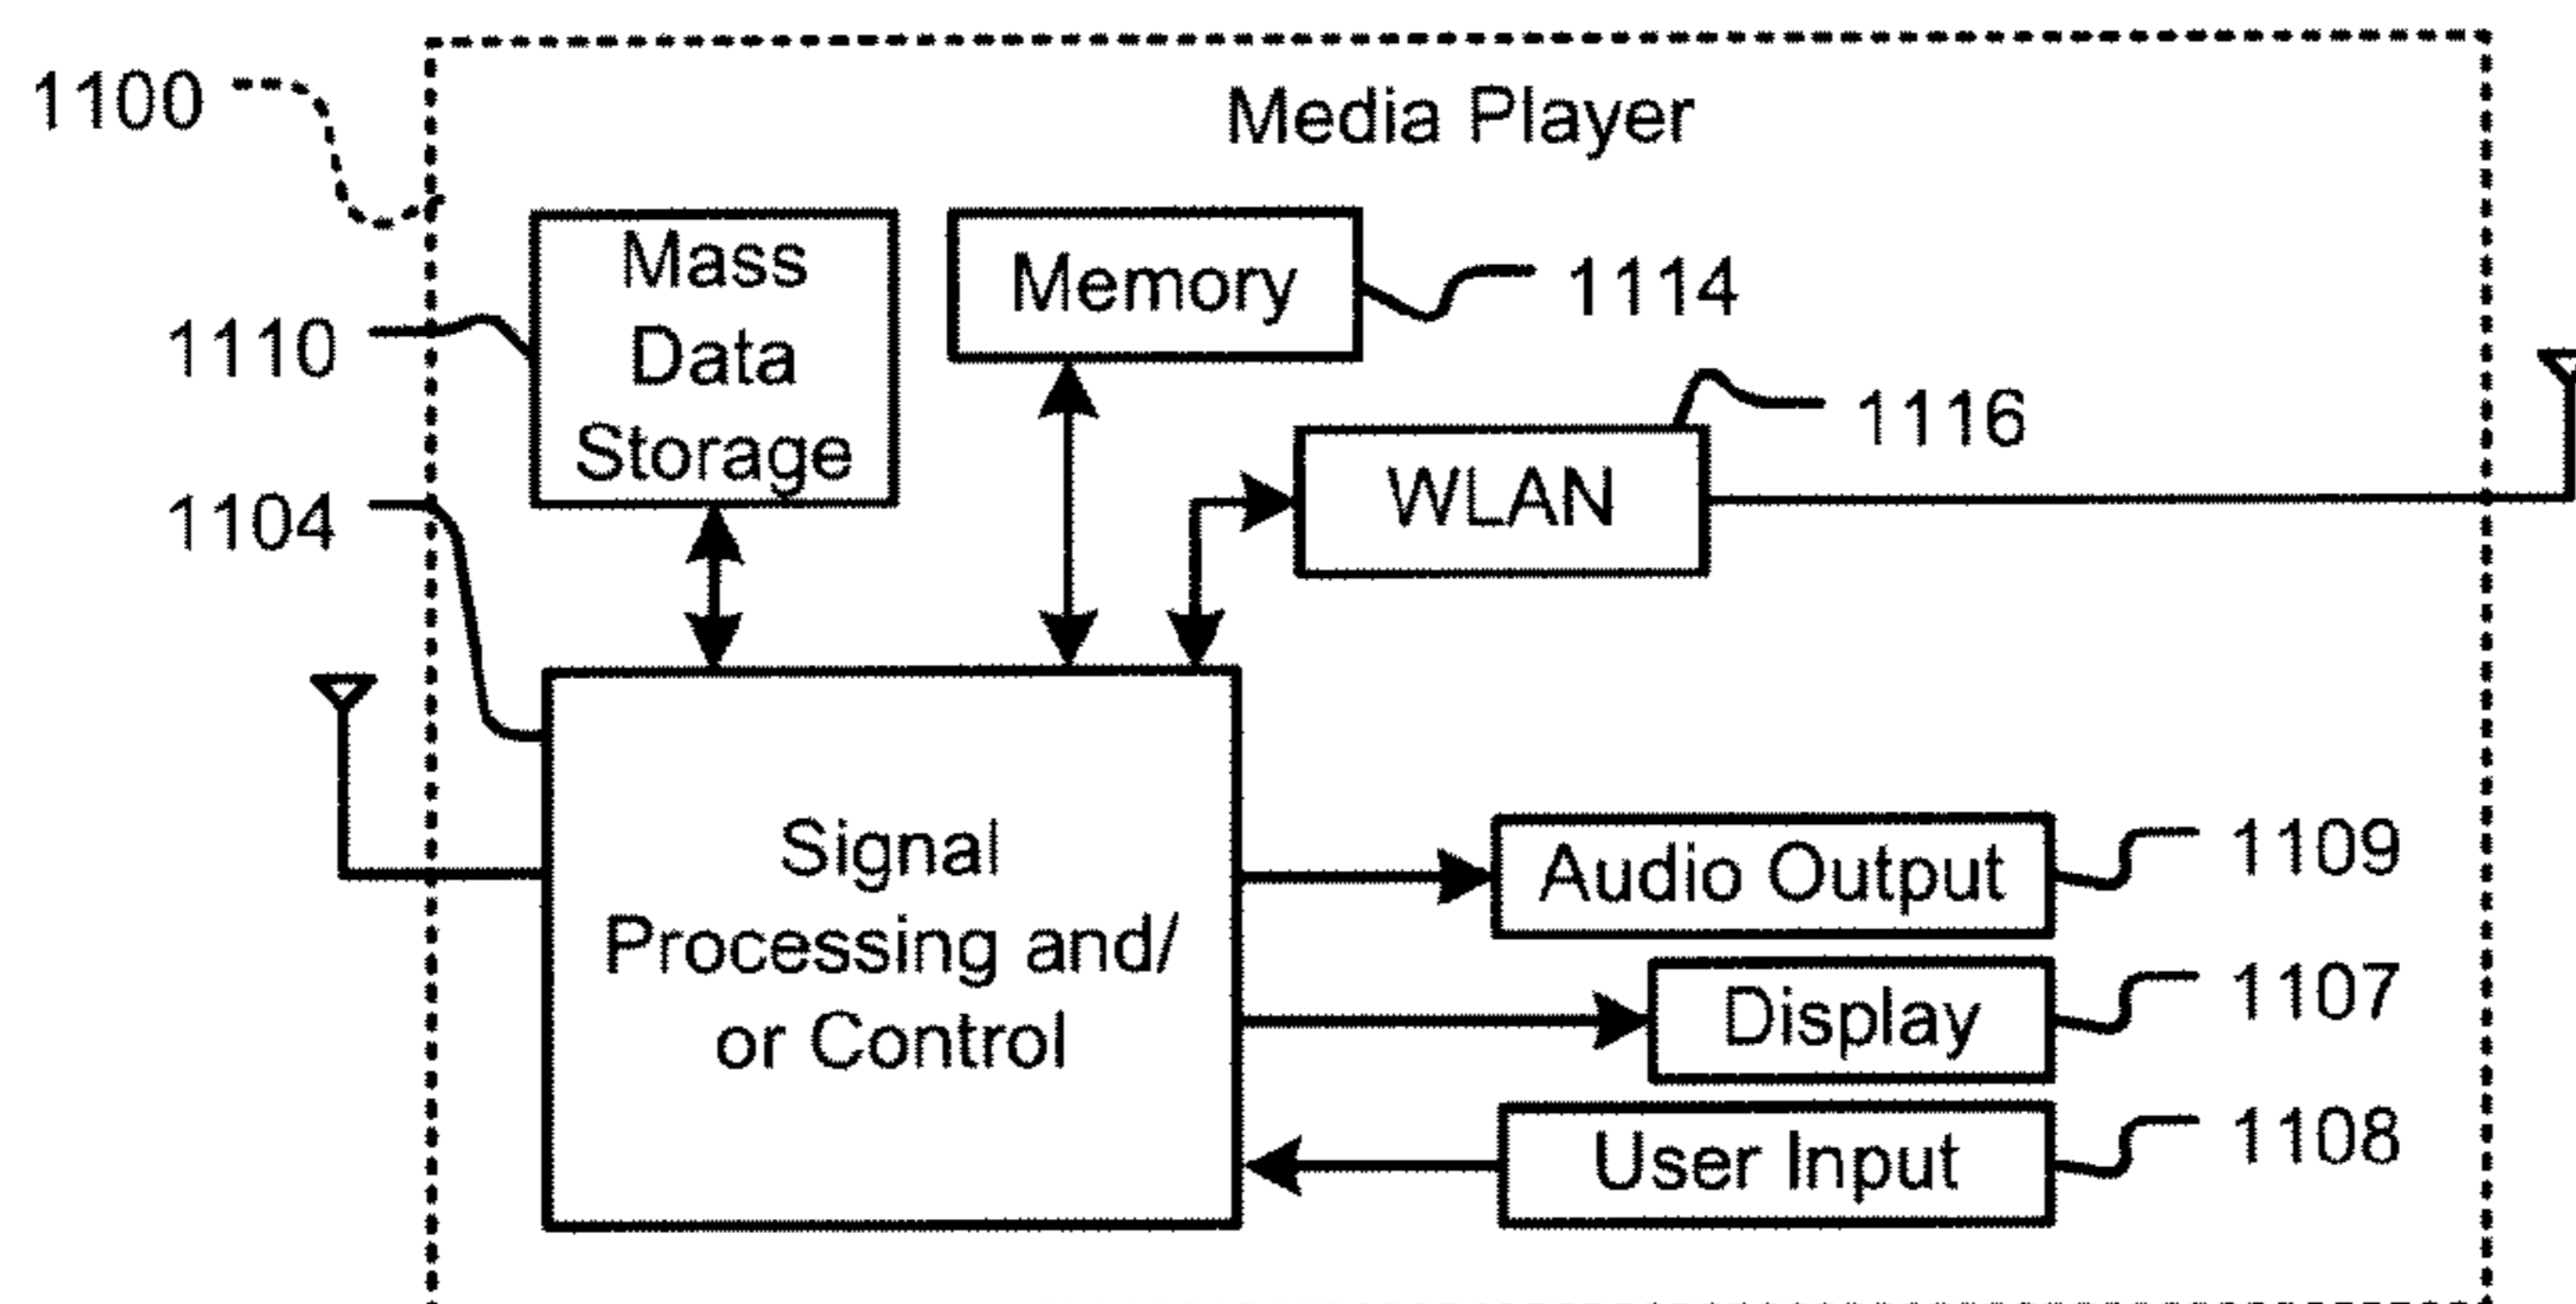 1100
Media Player
Mass
Data
Storage
Memory
1114
1110
WLAN
1116
1104
Signal
Processing and/
or Control
Audio Output
1109
Display
1107
User Input
1108